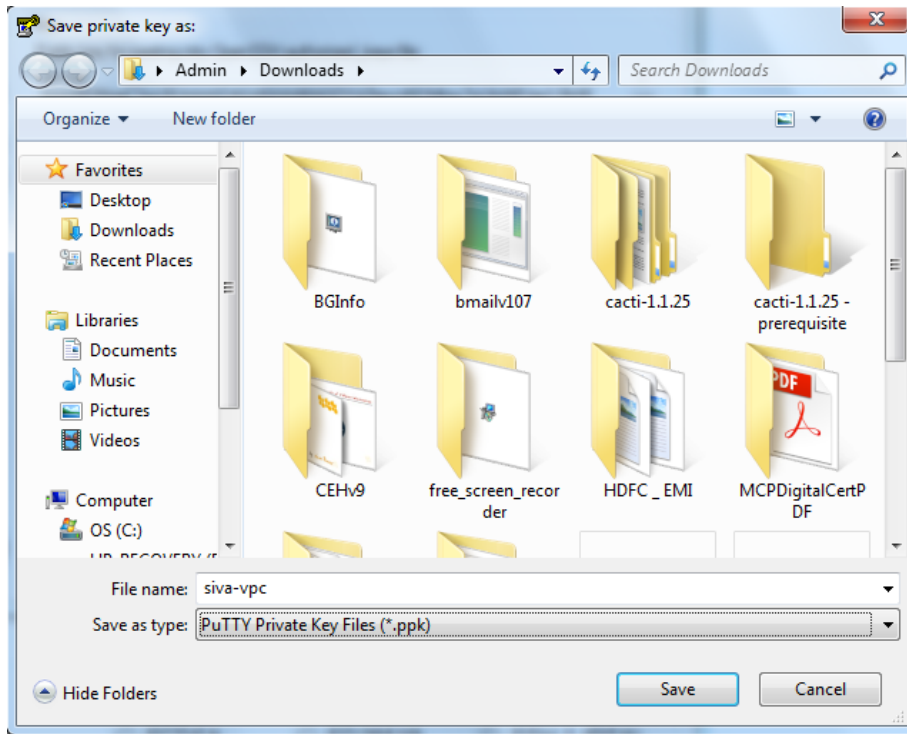 Save private key as:
Admin
Downloads
Search Downloads
Organize
New folder
Favorites
Desktop
Downloads
Recent Places
Libraries
Documents
Music
Pictures
Videos
Computer
OS (C:)
BGInfo
bmailv107
cacti-1.1.25
cacti-1.1.25 -
prerequisite
CEHv9
free_screen_recor
der
HDFC _ EMI
PDF
MCPDigitalCertP
DF
File name: siva-vpc
Save as type: PuTTY Private Key Files (*.ppk)
Hide Folders
Save
Cancel